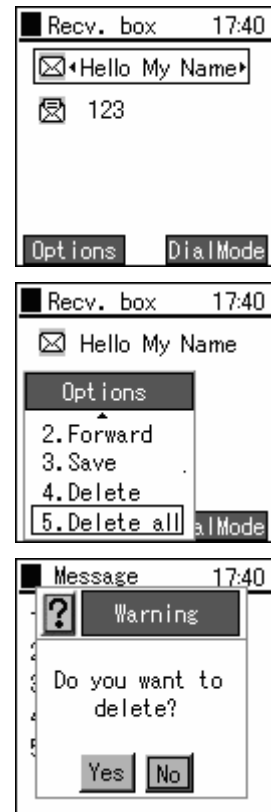 Recv. box 17:40
Hello My Name
123
Options DialMode
Recv. box 17:40
Hello My Name
Options
2.Forward
3.Save
4.Delete
5.Delete all alMode
Message 17:40
? Warning
Do you want to
delete?
Yes No